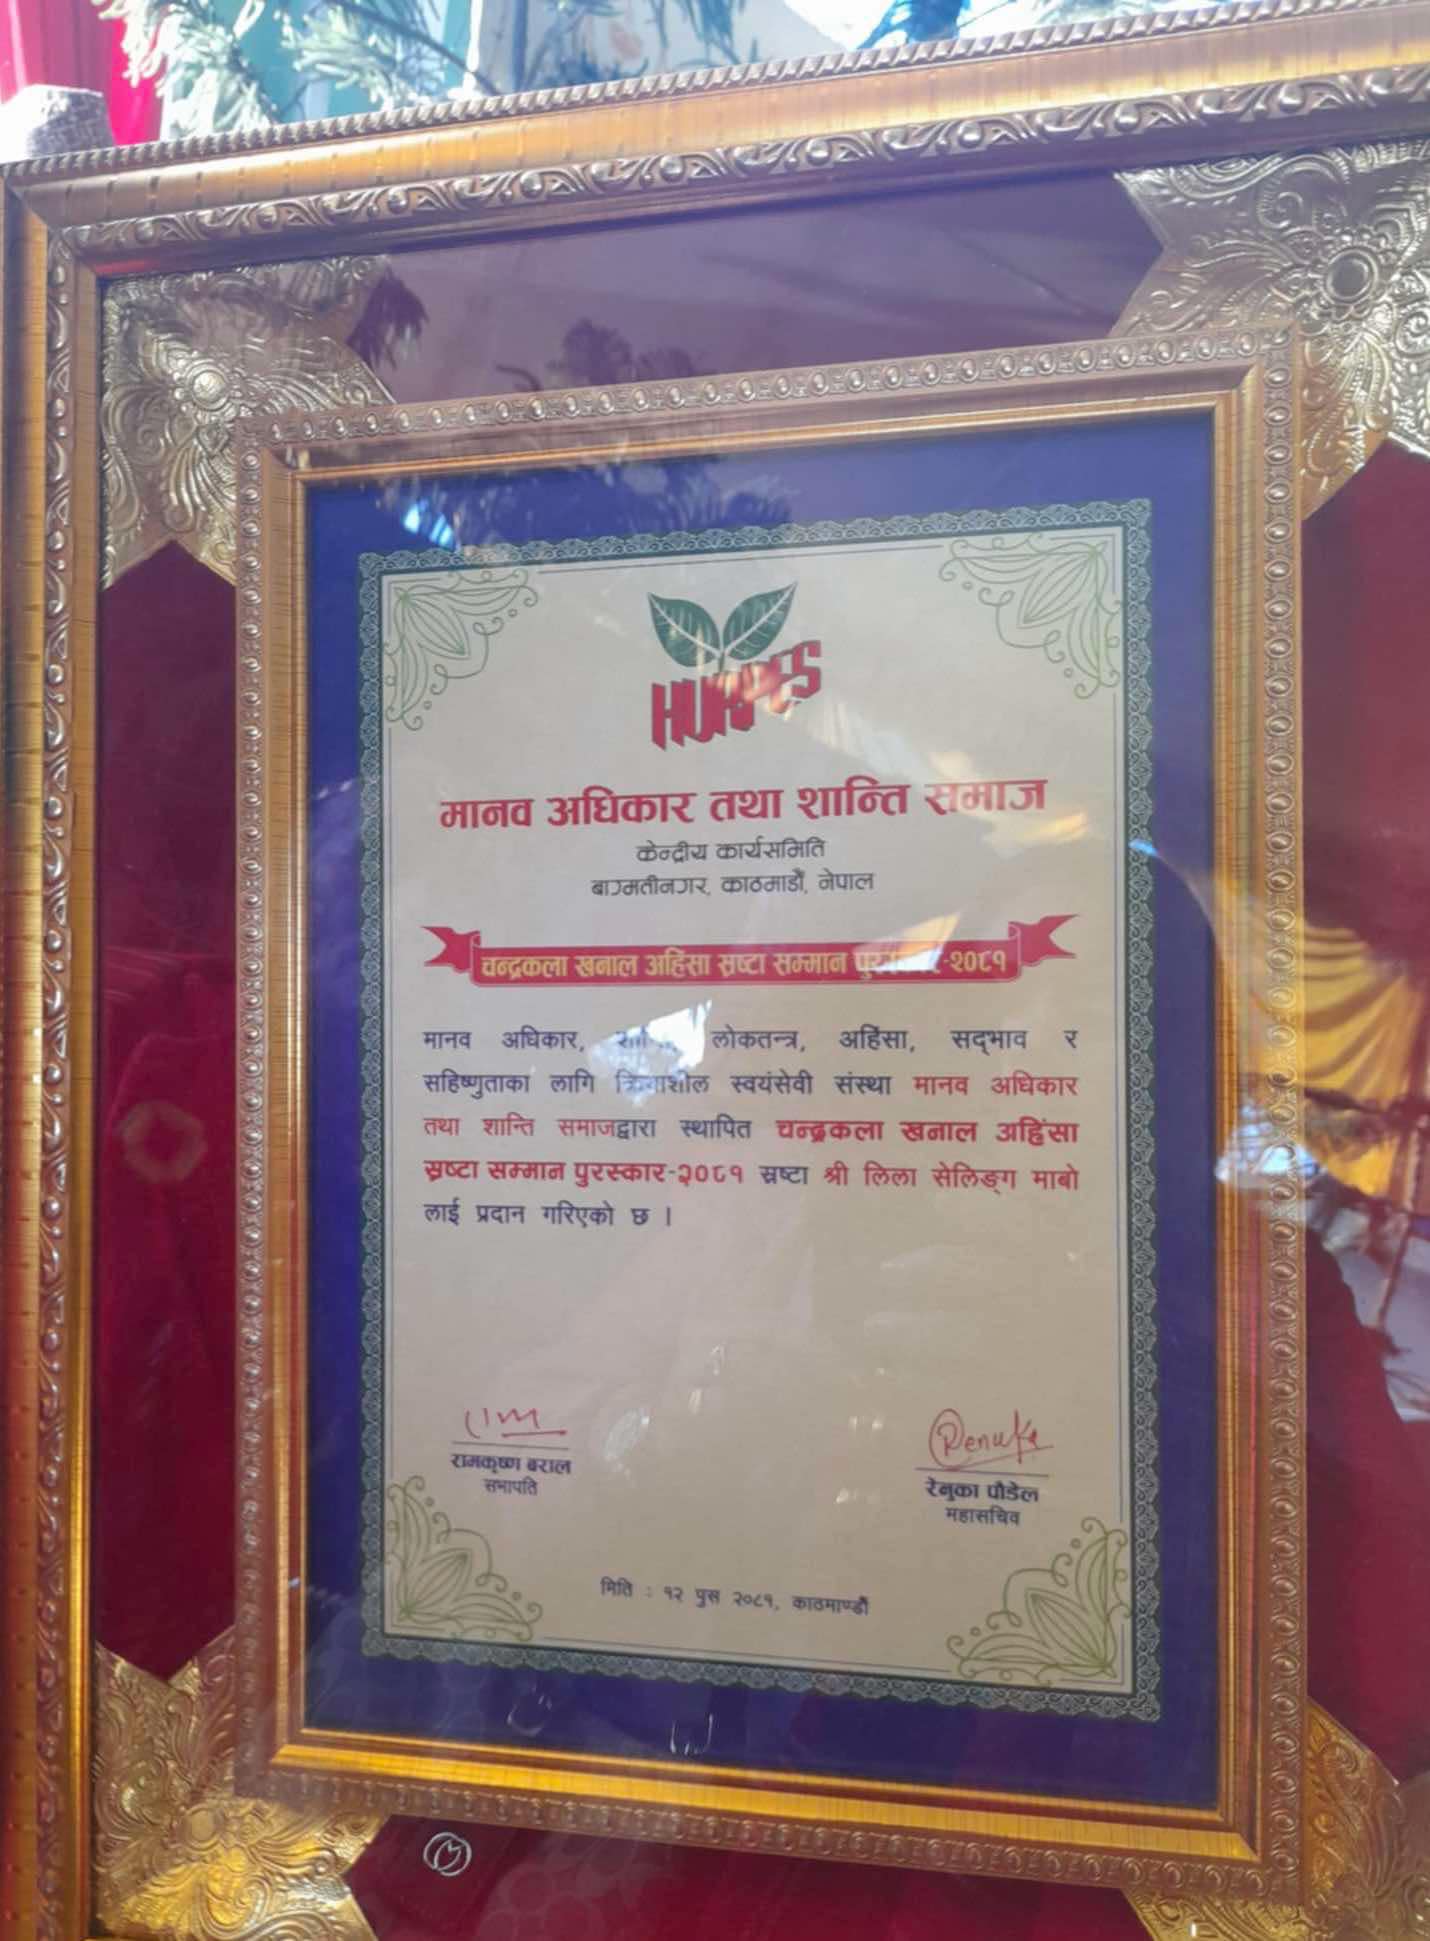 HURPES
मानव अधिकार तथा शान्ति समाज
केन्द्रीय कार्यसमिति
बागमतीनगर, काठमाडौं, नेपाल
चन्द्रकला खनाल अहिंसा स्रष्टा सम्मान पुरस्कार-२०८१
मानव अधिकार, लोकतन्त्र, अहिंसा, सद्‌भाव र
सहिष्णुताका लागि क्रियाशील स्वयंसेवी संस्था मानव अधिकार
तथा शान्ति समाजद्वारा स्थापित चन्द्रकला खनाल अहिंसा
स्रष्टा सम्मान पुरस्कार-२०८१ स्रष्टा श्री लिला सेलिङ्ग माबो
लाई प्रदान गरिएको छ ।
Renuka
रामकृष्ण बराल
सभापति
रेनुका पौडेल
महासचिव
मिति : १२ पुस २०८१, काठमाण्डौं